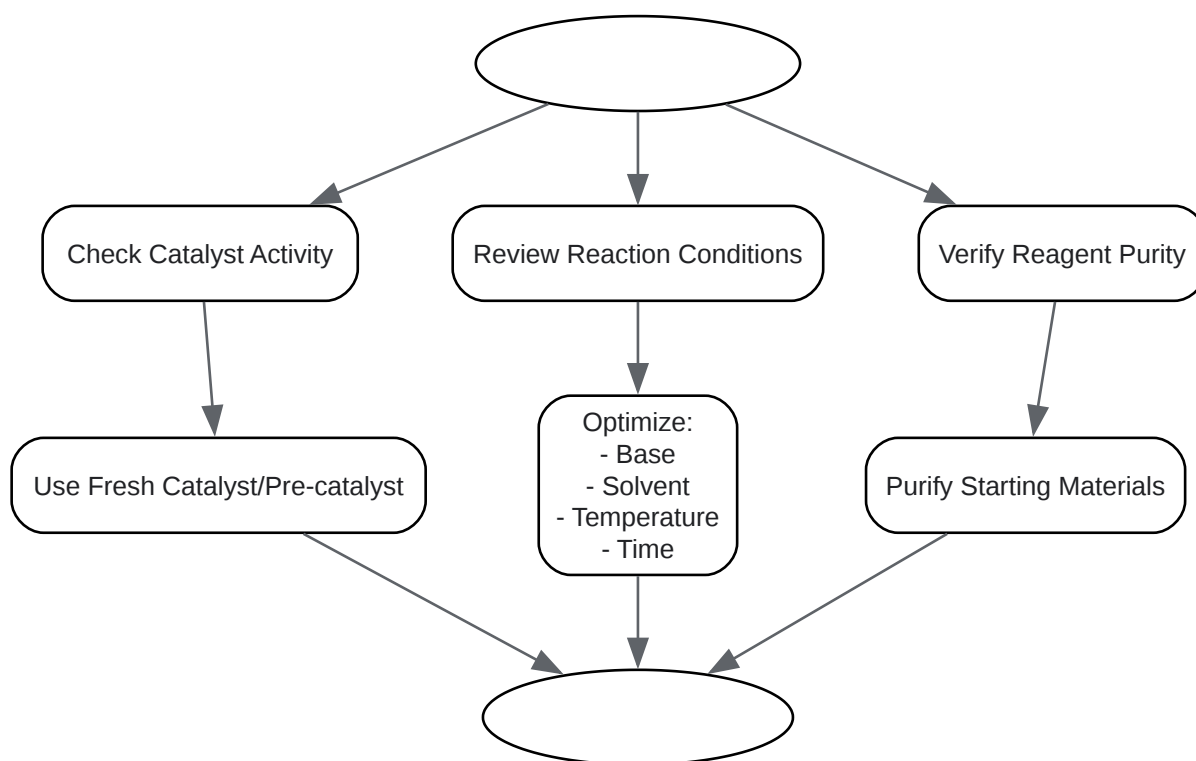 Check Catalyst Activity
Review Reaction Conditions
Verify Reagent Purity
Use Fresh Catalyst/Pre-catalyst
Optimize:
- Base
- Solvent
- Temperature
- Time
Purify Starting Materials